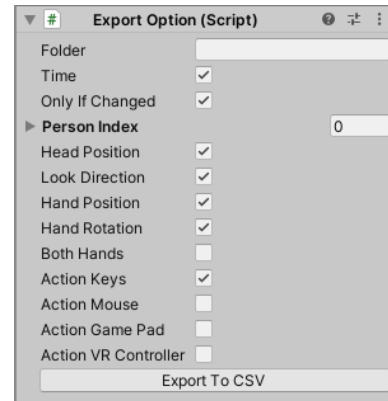 # Export Option (Script)
Folder
Time
Only If Changed
Person Index 0
Head Position
Look Direction
Hand Position
Hand Rotation
Both Hands
Action Keys
Action Mouse
Action Game Pad
Action VR Controller
Export To CSV